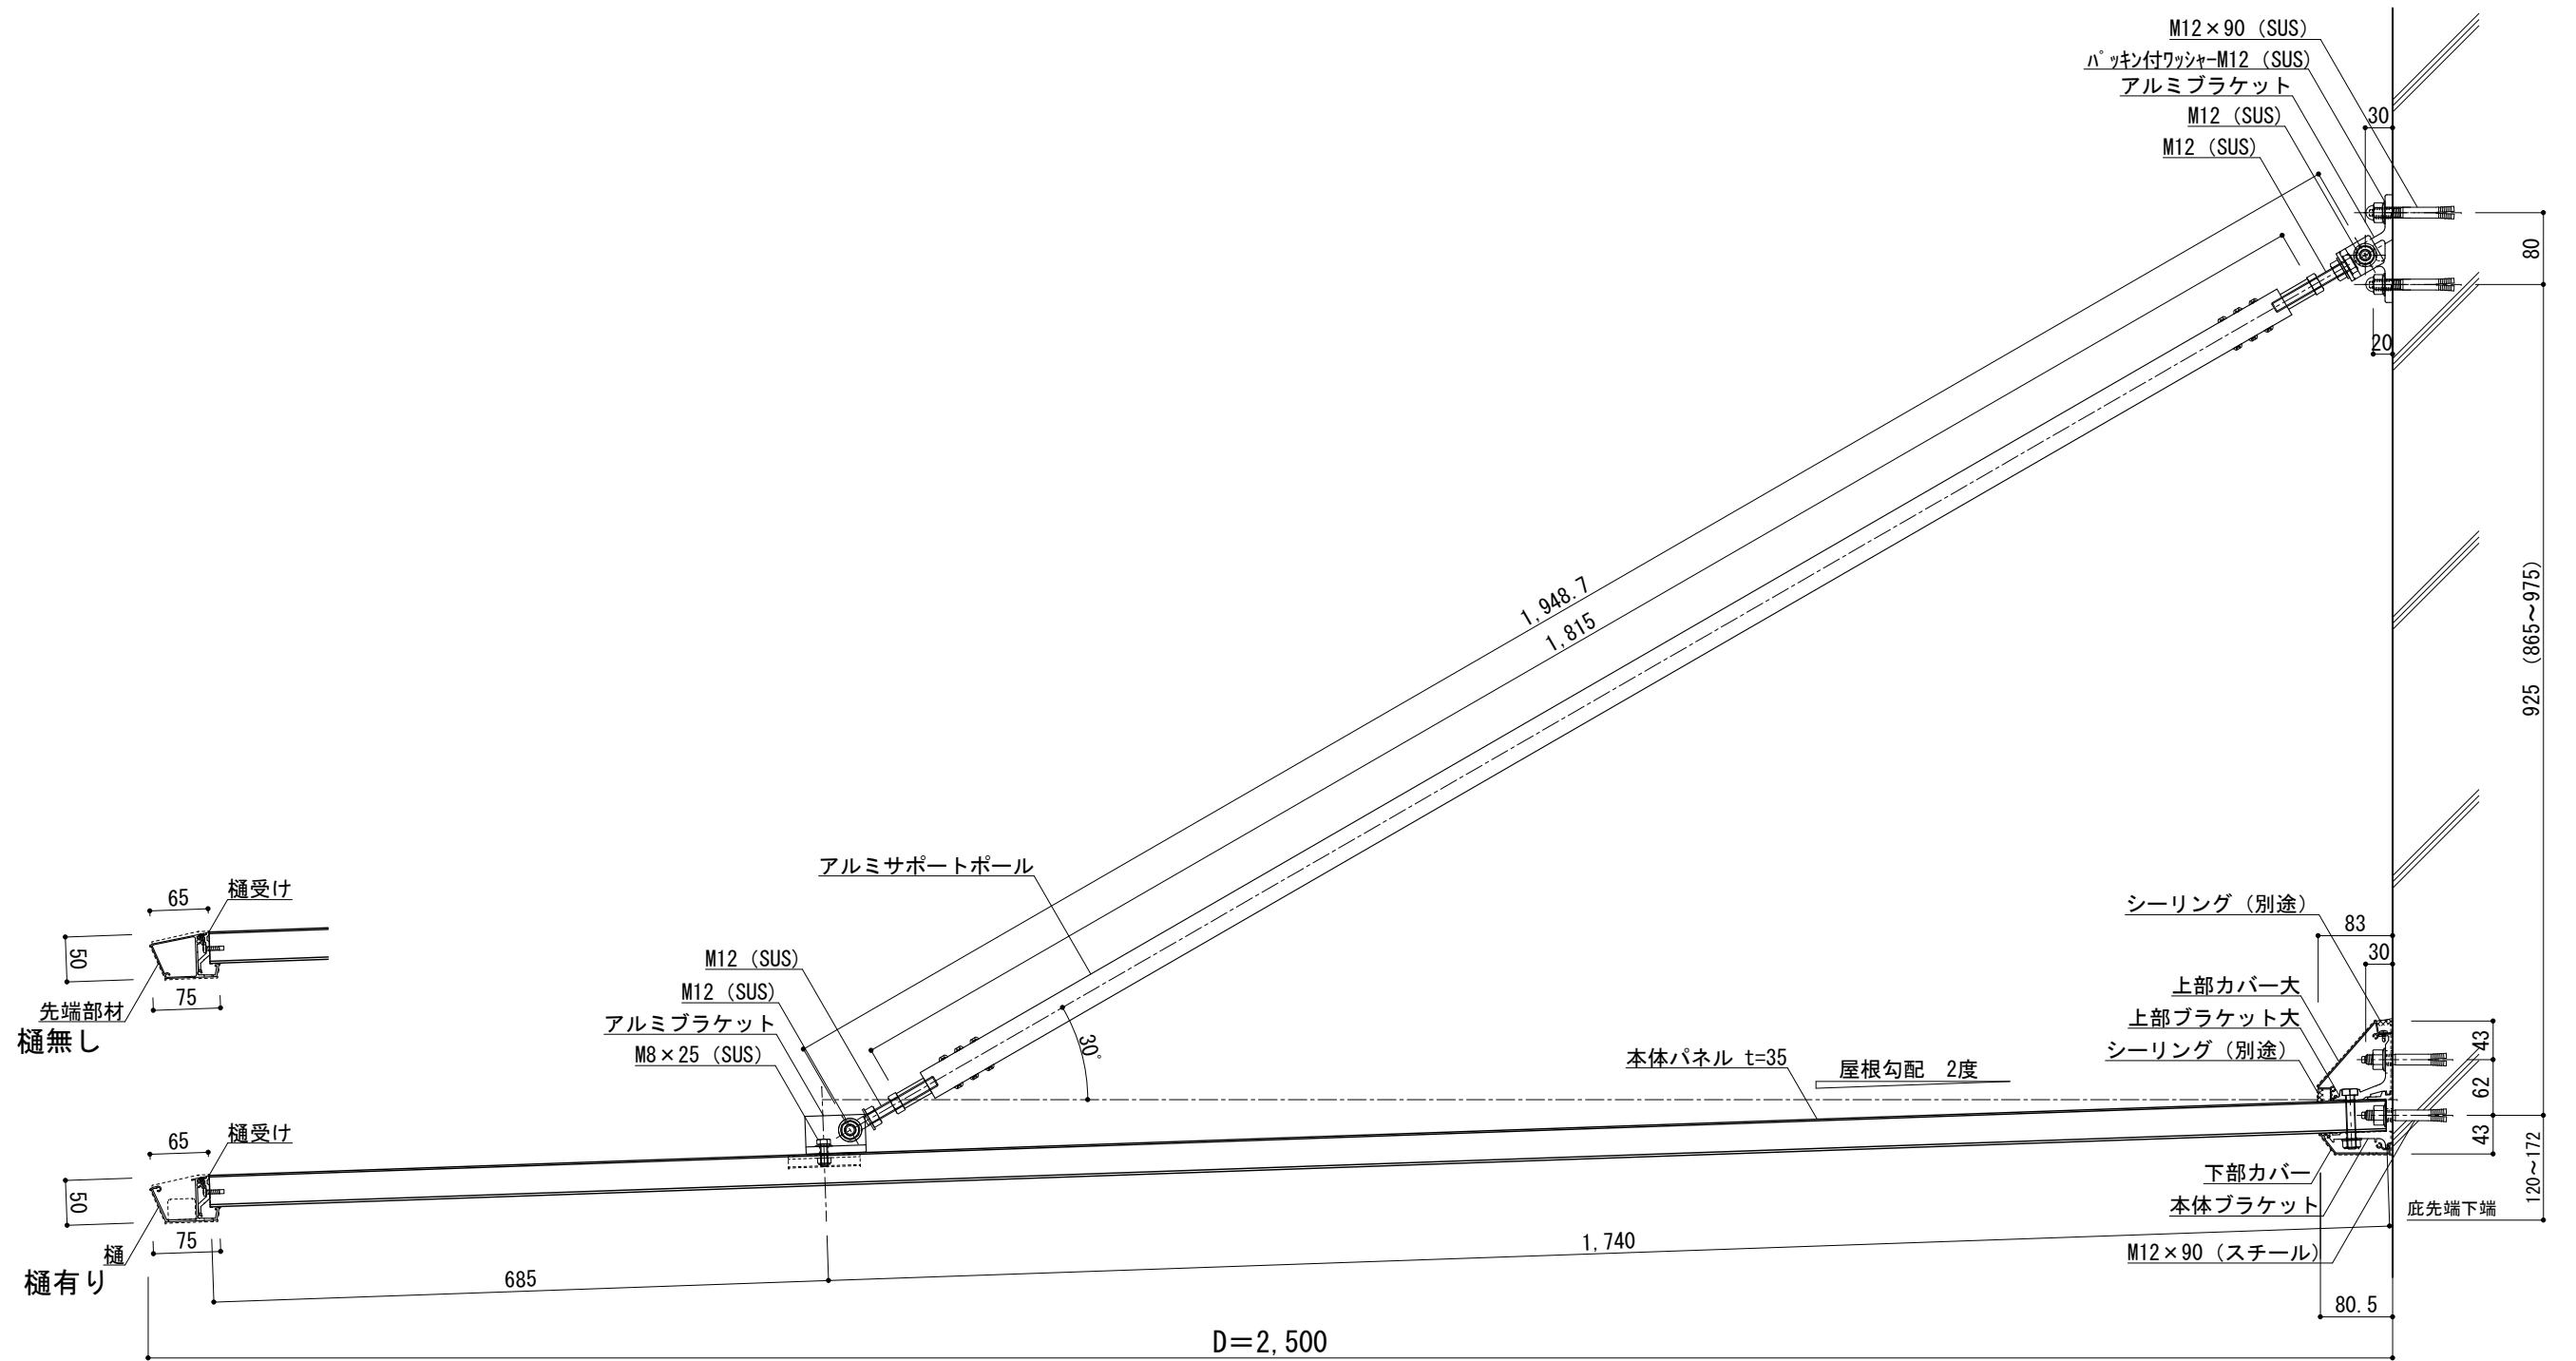 M12×90 (SUS)
パッキン付ワッシャーM12 (SUS)
アルミブラケット
M12 (SUS)
M12 (SUS)
30
80
20
1,948.7
1,815
925 (865~975)
アルミサポートポール
30°
樋受け
65
50
75
先端部材
樋無し
M12 (SUS)
M12 (SUS)
アルミブラケット
M8×25 (SUS)
シーリング (別途)
83
30
上部カバー大
上部ブラケット大
シーリング (別途)
本体パネル t=35
屋根勾配 2度
43
62
43
120~172
樋受け
65
50
75
樋
樋有り
下部カバー
本体ブラケット
庇先端下端
M12×90 (スチール)
1,740
685
80.5
D=2,500